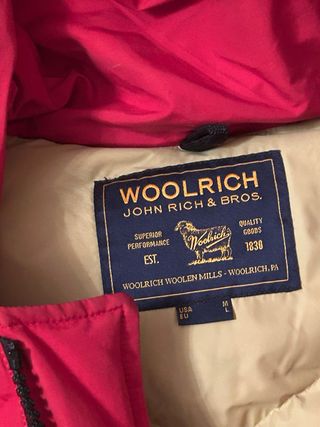 WOOLRICH
JOHN RICH & BROS.
SUPERIOR PERFORMANCE
QUALITY GOODS
Woolrich
EST.
1830
WOOLRICH WOOLEN MILLS - WOOLRICH, PA
USA M
EU L